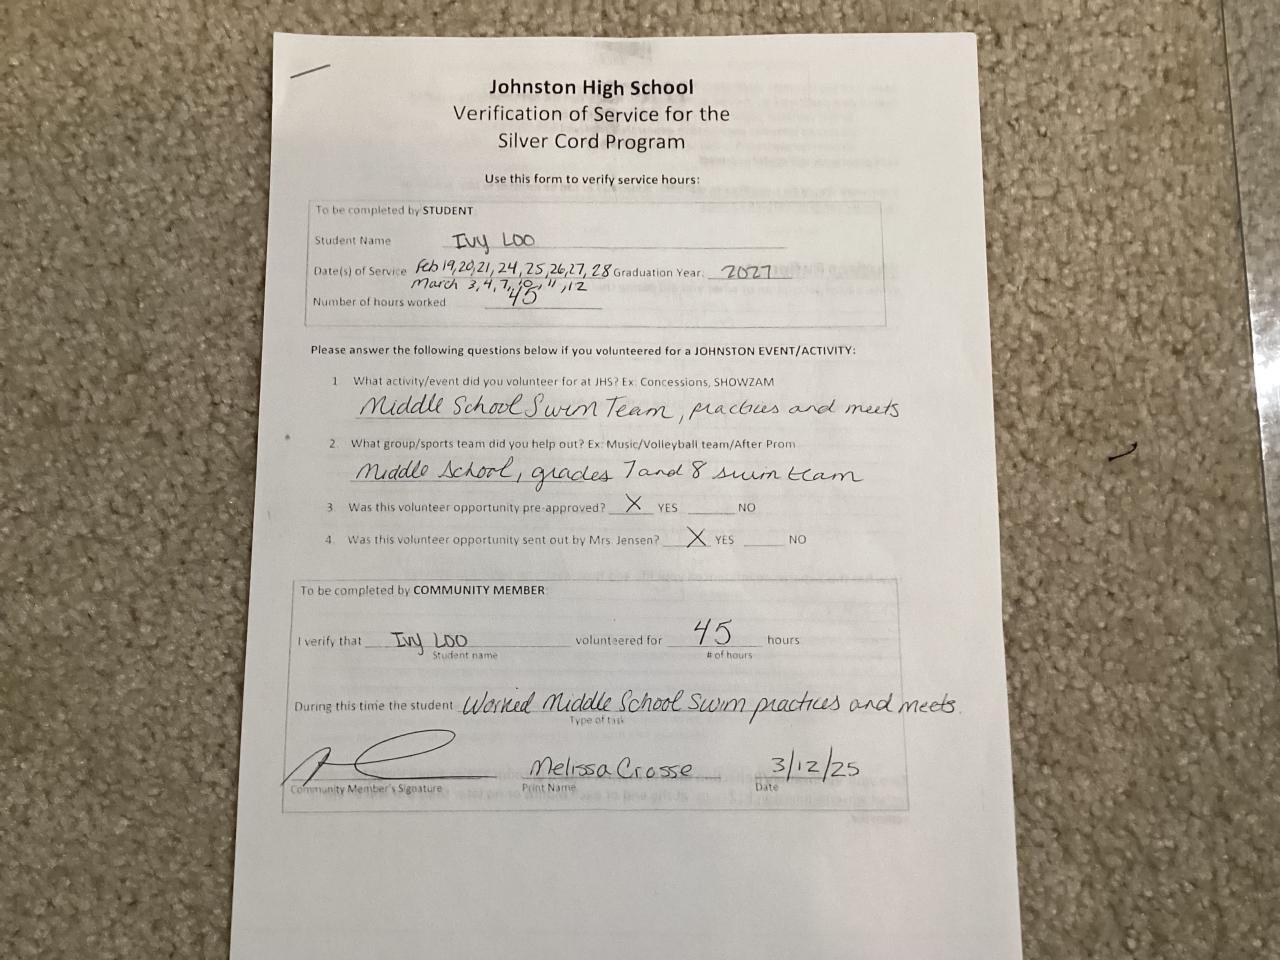 Johnston High School
Verification of Service for the
Silver Cord Program
Use this form to verify service hours:
To be completed by STUDENT
Student Name Ivy Loo
Date(s) of Service Feb 19,20,21, 24, 25, 26, 27, 28 Graduation Year: 2027
March 3, 4, 7, 10, 11, 12
Number of hours worked 45
Please answer the following questions below if you volunteered for a JOHNSTON EVENT/ACTIVITY:
1 What activity/event did you volunteer for at JHS? Ex: Concessions, SHOWZAM
Middle School Swim Team, practices and meets
2. What group/sports team did you help out? Ex: Music/Volleyball team/After Prom
Middle School, grades 7 and 8 swim team
3 Was this volunteer opportunity pre-approved? X YES NO
4. Was this volunteer opportunity sent out by Mrs. Jensen? X YES NO
To be completed by COMMUNITY MEMBER:
I verify that Ivy Loo volunteered for 45 hours
Student name # of hours
During this time the student Worked Middle School Swim practices and meets.
Type of task
Melissa Crosse 3/12/25
Community Member's Signature Print Name Date